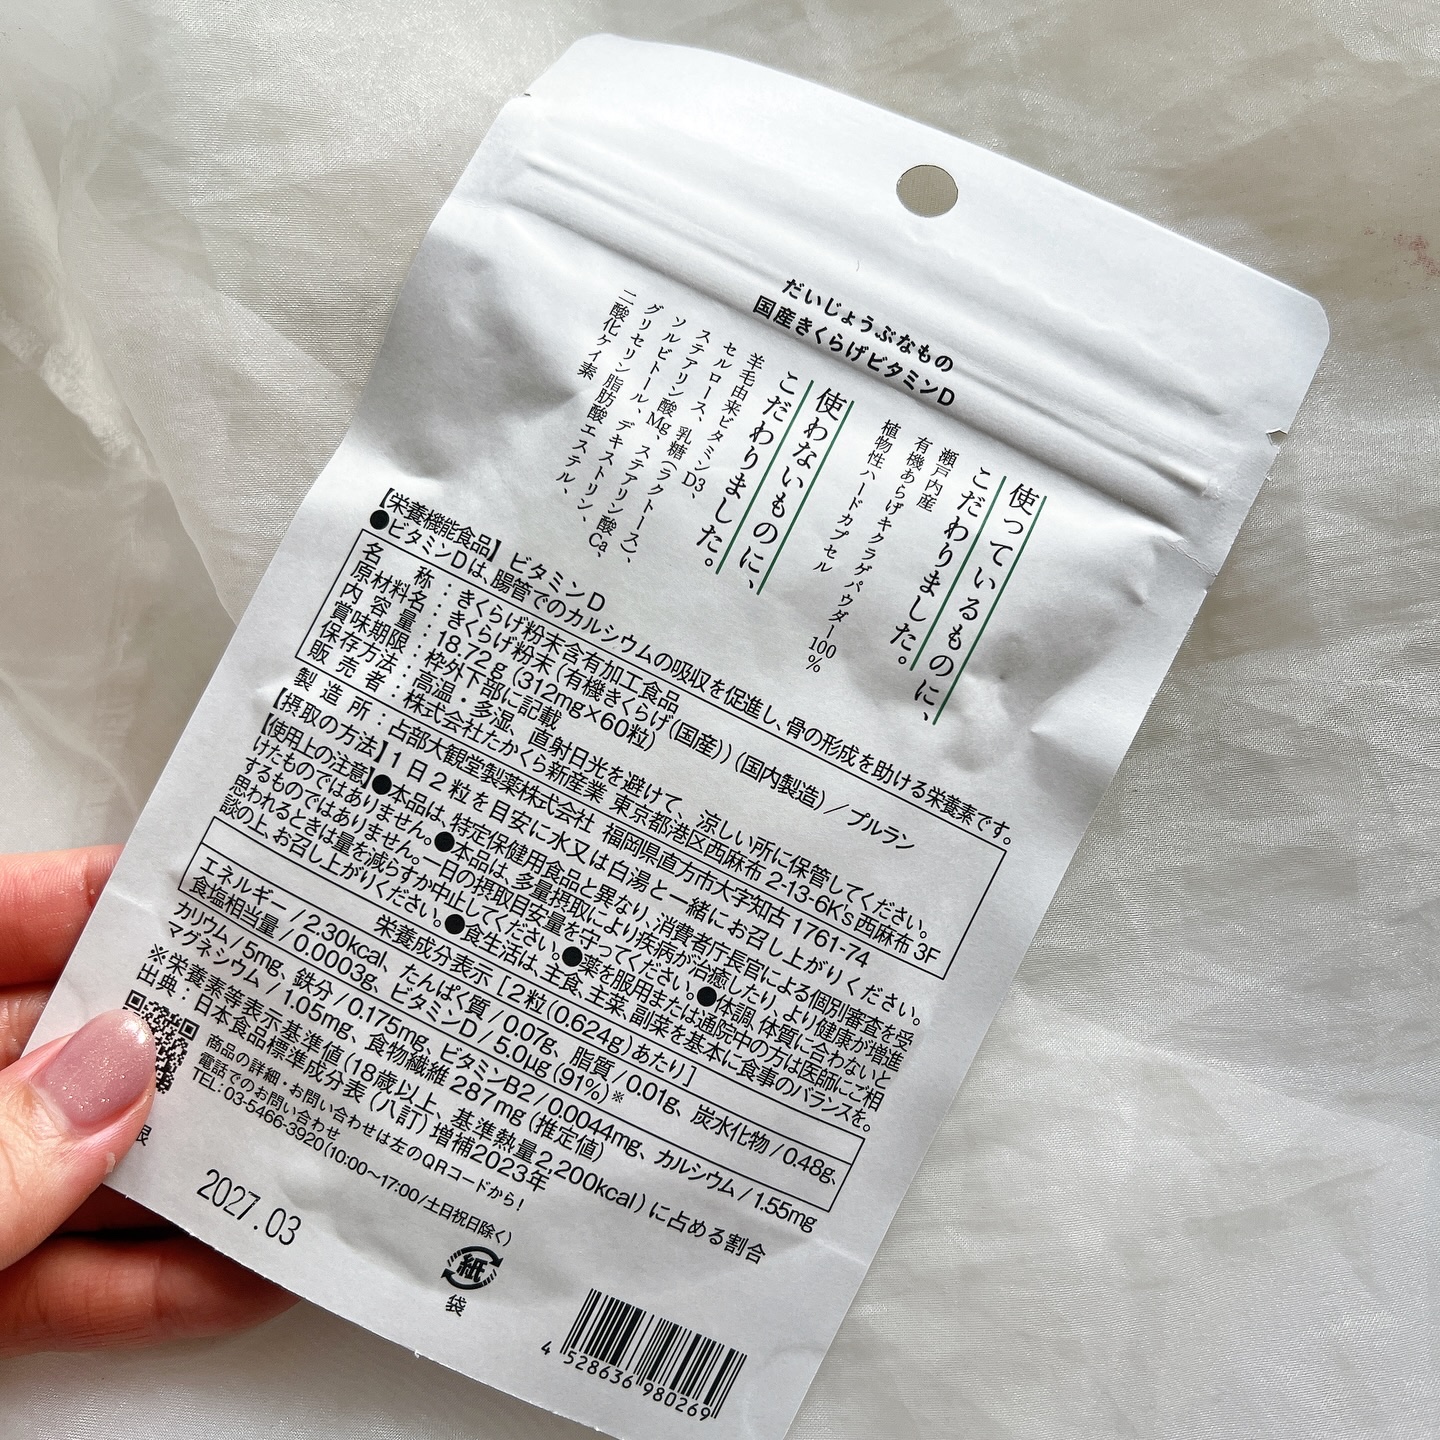 だいじょうぶなもの
国産きくらげビタミンD
使っているものに、
こだわりました。
瀬戸内産
有機あらげキクラゲパウダー100%
植物性ハードカプセル
使わないものに、
こだわりました。
羊毛由来ビタミンD3、
セルロース、乳糖(ラクトース)、
ステアリン酸Mg、ステアリン酸Ca、
ソルビトール、デキストリン、
グリセリン脂肪酸エステル、
二酸化ケイ素
【栄養機能食品】 ビタミンD
●ビタミンDは、腸管でのカルシウムの吸収を促進し、骨の形成を助ける栄養素です。
名称:きくらげ粉末含有加工食品
原材料名:きくらげ粉末(有機きくらげ(国産))(国内製造)/プルラン
内容量:18.72g(312mg×60粒)
賞味期限:枠外下部に記載
保存方法:高温・多湿、直射日光を避けて、涼しい所に保管してください。
販売者:株式会社たかくら新産業 東京都港区西麻布 2-13-6K's西麻布 3F
製造所:占部大観堂製薬株式会社 福岡県直方市大字知古 1761-74
【摂取の方法】1日2粒を目安に水又は白湯と一緒にお召し上がりください。
【使用上の注意】●本品は、特定保健用食品と異なり、消費者庁長官による個別審査を受
けたものではありません。●本品は、多量摂取により疾病が治癒したり、より健康が増進
するものではありません。一日の摂取目安量を守ってください。●体調、体質に合わないと
思われるときは量を減らすか中止してください。●薬を服用または通院中の方は医師にご相
談の上、お召し上がりください。●食生活は、主食、主菜、副菜を基本に食事のバランスを。
栄養成分表示[2粒(0.624g)あたり]
エネルギー/2.30kcal、たんぱく質/0.07g、脂質/0.01g、炭水化物/0.48g、
食塩相当量/0.0003g、ビタミンD/5.0μg(91%)※
カリウム/5mg、鉄分/0.175mg、ビタミンB2/0.0044mg、カルシウム/1.55mg
マグネシウム/1.05mg、食物繊維 287mg(推定値)
※栄養素等表示基準値(18歳以上、基準熱量2,200kcal)に占める割合
出典:日本食品標準成分表(八訂)増補2023年
商品の詳細・お問い合わせは左のQRコードから!
電話でのお問い合わせ
TEL:03-5466-3920(10:00〜17:00/土日祝日除く)
限
2027.03
紙
袋
4 528636 980269